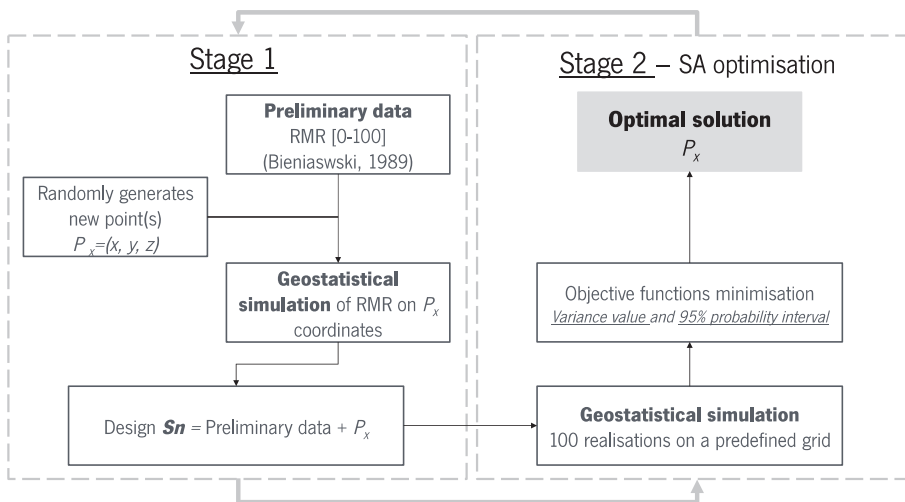 Stage 1
Preliminary data
RMR [0-100]
(Bieniaswski, 1989)
Randomly generates
new point(s)
P x=(x, y, z)
Geostatistical
simulation of RMR on Px
coordinates
Design Sn = Preliminary data + Px
Stage 2 – SA optimisation
Optimal solution
Px
Objective functions minimisation
Variance value and 95% probability interval
Geostatistical simulation
100 realisations on a predefined grid